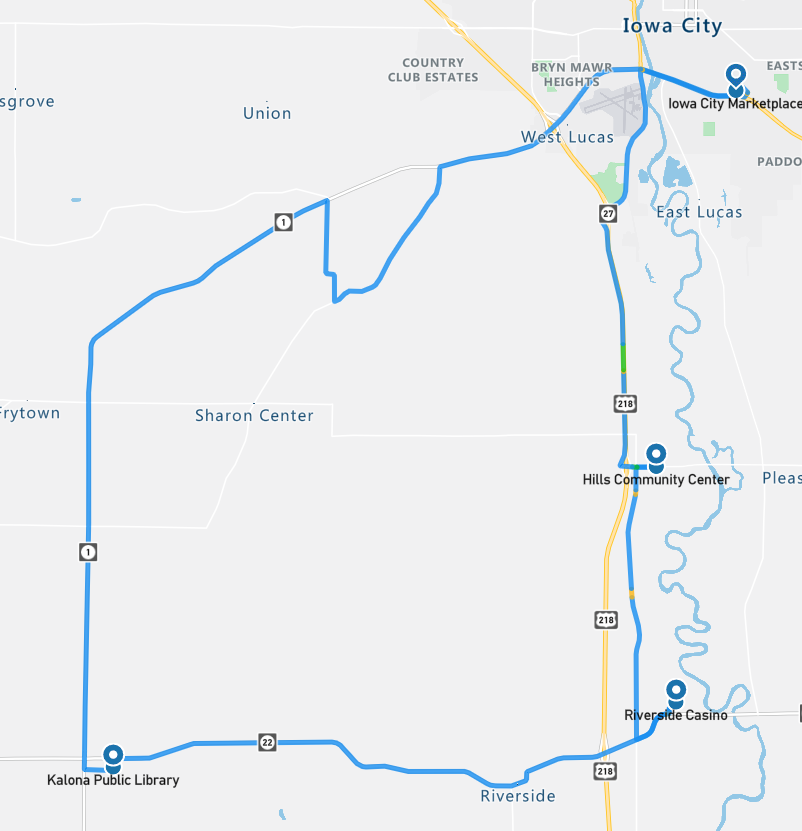 Iowa City
COUNTRY
CLUB ESTATES
BRYN MAWR
HEIGHTS
EASTS
sgrove
Iowa City Marketplace
Union
West Lucas
PADDO
1
27
East Lucas
218
Frytown
Sharon Center
Hills Community Center
Pleas
1
218
Riverside Casino
22
218
Kalona Public Library
Riverside